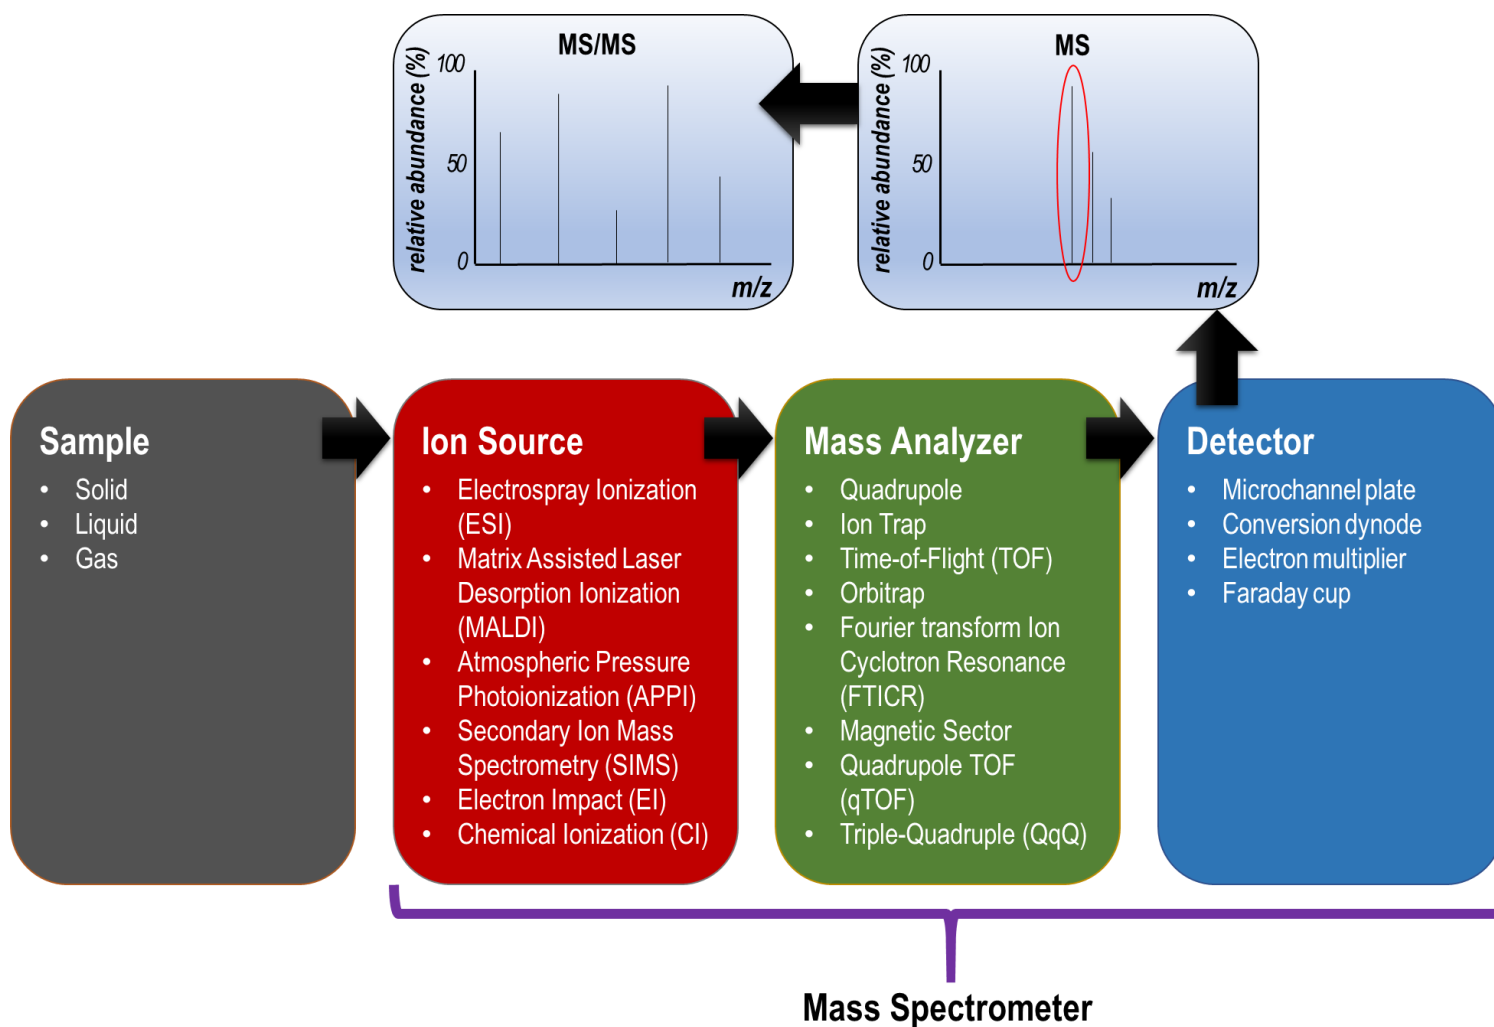 MS/MS
relative abundance (%)
100
50
0
m/z
MS
relative abundance (%)
100
50
0
m/z
Sample
• Solid
• Liquid
• Gas
Ion Source
• Electrospray Ionization
(ESI)
• Matrix Assisted Laser
Desorption Ionization
(MALDI)
• Atmospheric Pressure
Photoionization (APPI)
• Secondary Ion Mass
Spectrometry (SIMS)
• Electron Impact (EI)
• Chemical Ionization (CI)
Mass Analyzer
• Quadrupole
• Ion Trap
• Time-of-Flight (TOF)
• Orbitrap
• Fourier transform Ion
Cyclotron Resonance
(FTICR)
• Magnetic Sector
• Quadrupole TOF
(qTOF)
• Triple-Quadruple (QqQ)
Detector
• Microchannel plate
• Conversion dynode
• Electron multiplier
• Faraday cup
Mass Spectrometer